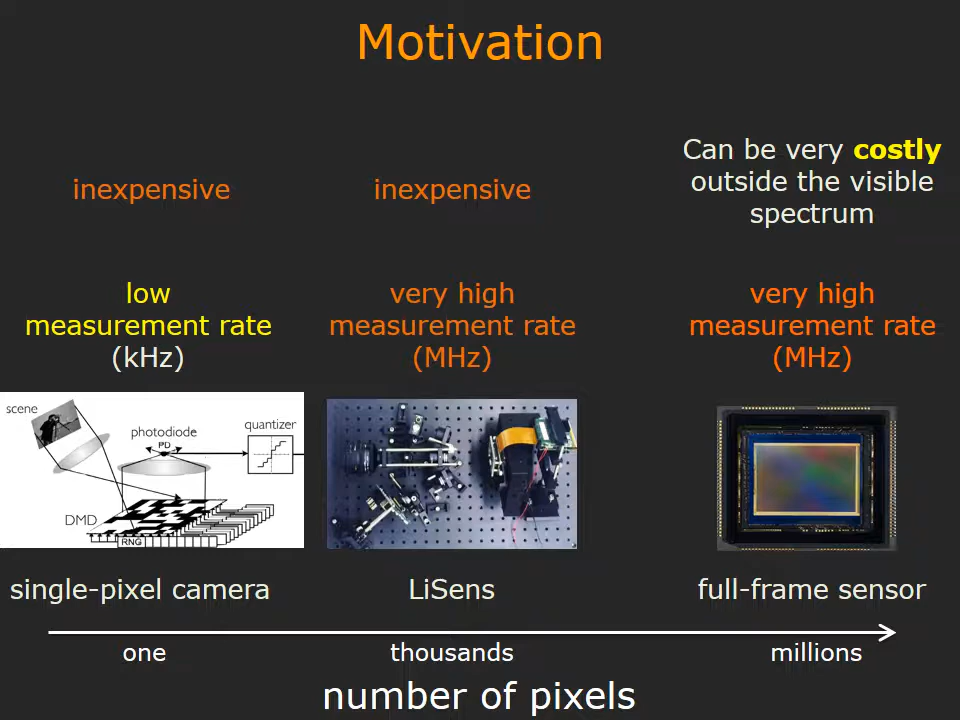 Motivation
inexpensive
inexpensive
Can be very costly
outside the visible
spectrum
low
measurement rate
(kHz)
very high
measurement rate
(MHz)
very high
measurement rate
(MHz)
scene
photodiode
PD
quantizer
DMD
RNG
single-pixel camera
LiSens
full-frame sensor
one
thousands
millions
number of pixels